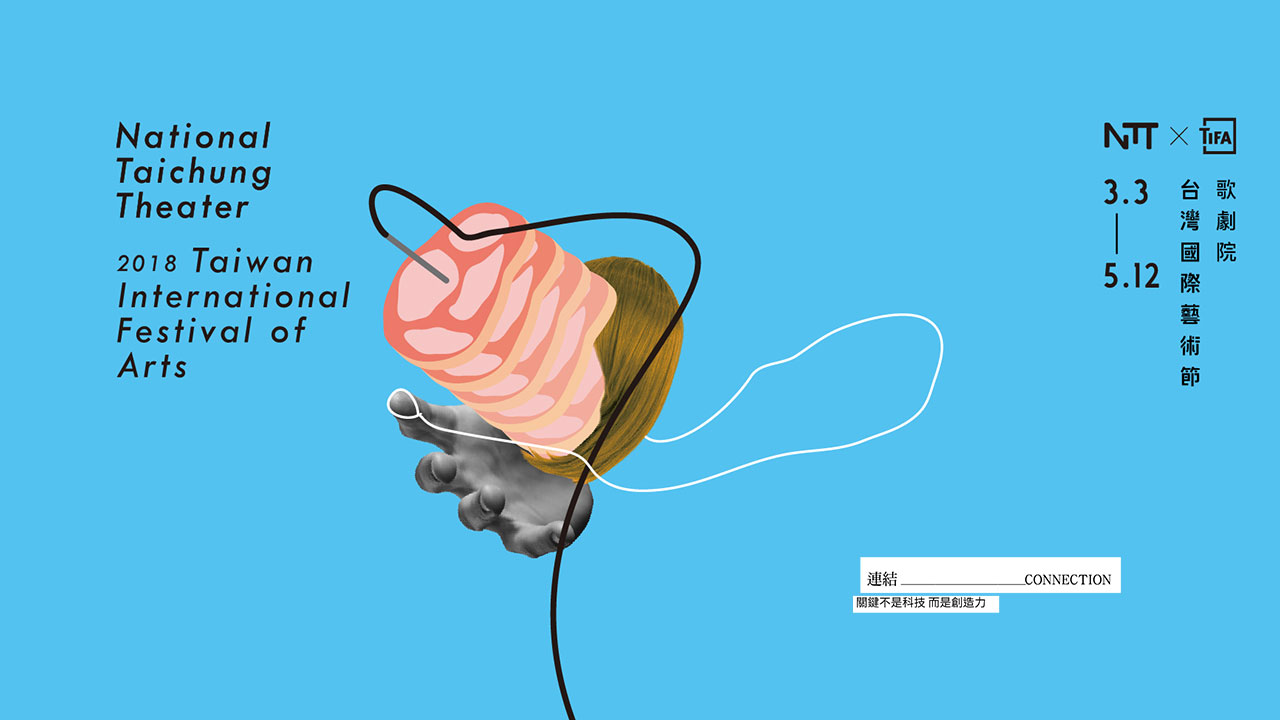 National
Taichung
Theater
2018 Taiwan
International
Festival of
Arts
NTT × TIFA
3.3
5.12
歌劇院
台灣國際藝術節
連結 ________________ CONNECTION
關鍵不是科技 而是創造力